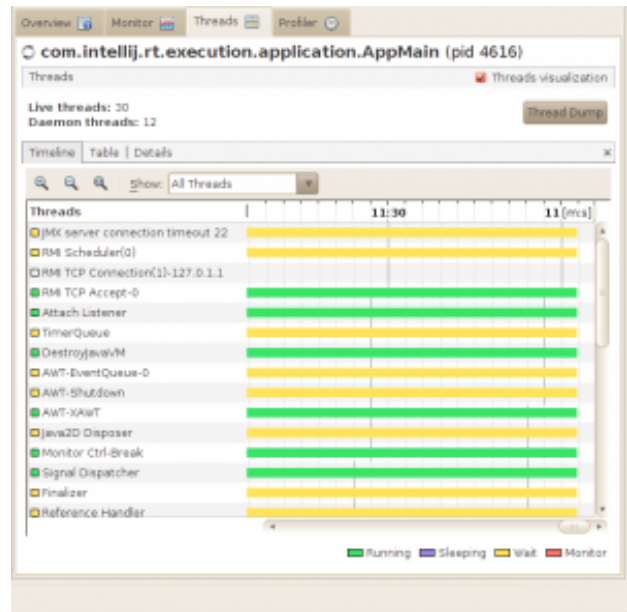 Overview Monitor Threads Profiler
com.intellij.rt.execution.application.AppMain (pid 4616)
Threads Threads visualization
Live threads: 30
Daemon threads: 12
Thread Dump
Timeline Table Details
Show: All Threads
Threads 11:30 11 [m:s]
JMX server connection timeout 22
RMI Scheduler(0)
RMI TCP Connection(1)-127.0.1.1
RMI TCP Accept-0
Attach Listener
TimerQueue
DestroyJavaVM
AWT-EventQueue-0
AWT-Shutdown
AWT-XAWT
Java2D Disposer
Monitor Ctrl-Break
Signal Dispatcher
Finalizer
Reference Handler
Running Sleeping Wait Monitor